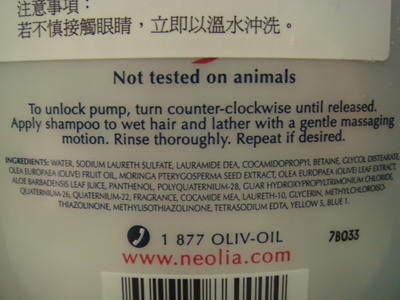 注意事項：
若不慎接觸眼睛，立即以溫水沖洗。
Not tested on animals
To unlock pump, turn counter-clockwise until released.
Apply shampoo to wet hair and lather with a gentle massaging
motion. Rinse thoroughly. Repeat if desired.
INGREDIENTS: WATER, SODIUM LAURETH SULFATE, LAURAMIDE DEA, COCAMIDOPROPYL BETAINE, GLYCOL DISTEARATE,
OLEA EUROPAEA (OLIVE) FRUIT OIL, MORINGA PTERYGOSPERMA SEED EXTRACT, OLEA EUROPAEA (OLIVE) LEAF EXTRACT,
ALOE BARBADENSIS LEAF JUICE, PANTHENOL, POLYQUATERNIUM-28, GUAR HYDROXYPROPYLTRIMONIUM CHLORIDE,
QUATERNIUM-26, QUATERNIUM-22, FRAGRANCE, COCAMIDE MEA, LAURETH-10, GLYCERIN, METHYLCHLOROISO-
THIAZOLINONE, METHYLISOTHIAZOLINONE, TETRASODIUM EDTA, YELLOW 5, BLUE 1.
1 877 OLIV-OIL
7B033
www.neolia.com